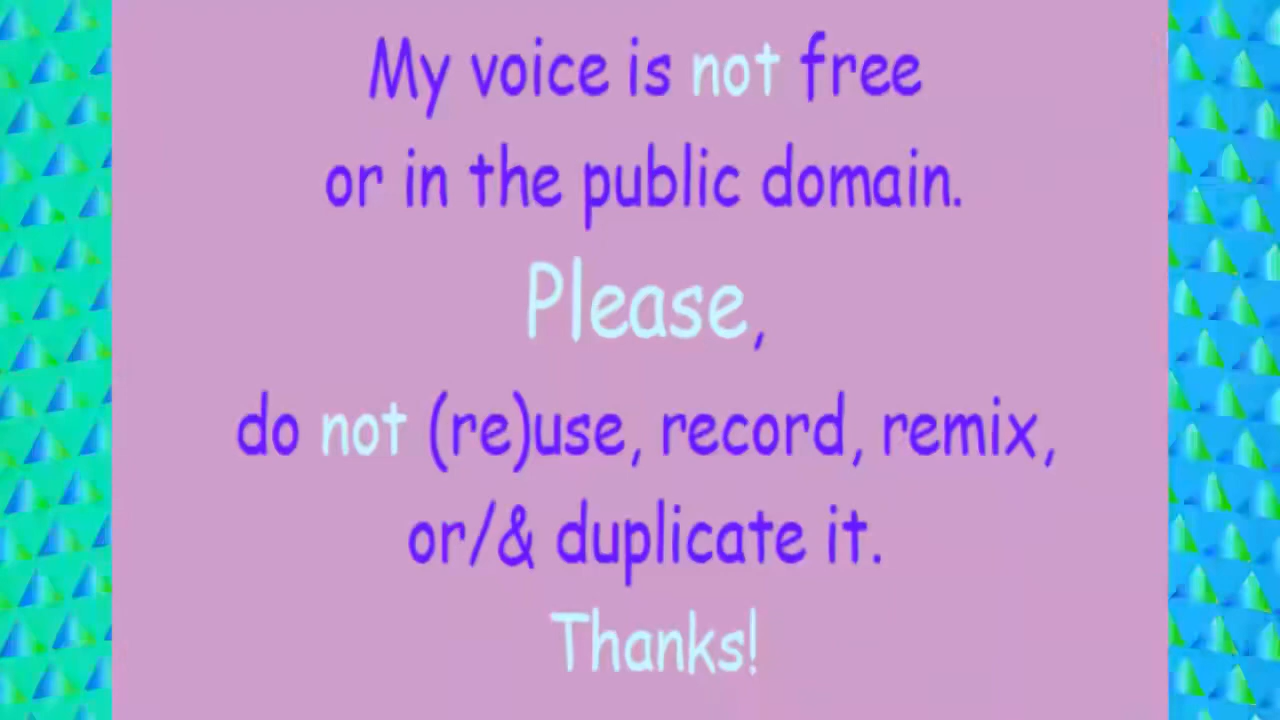 My voice is not free
or in the public domain.
Please,
do not (re)use, record, remix,
or/& duplicate it.
Thanks!